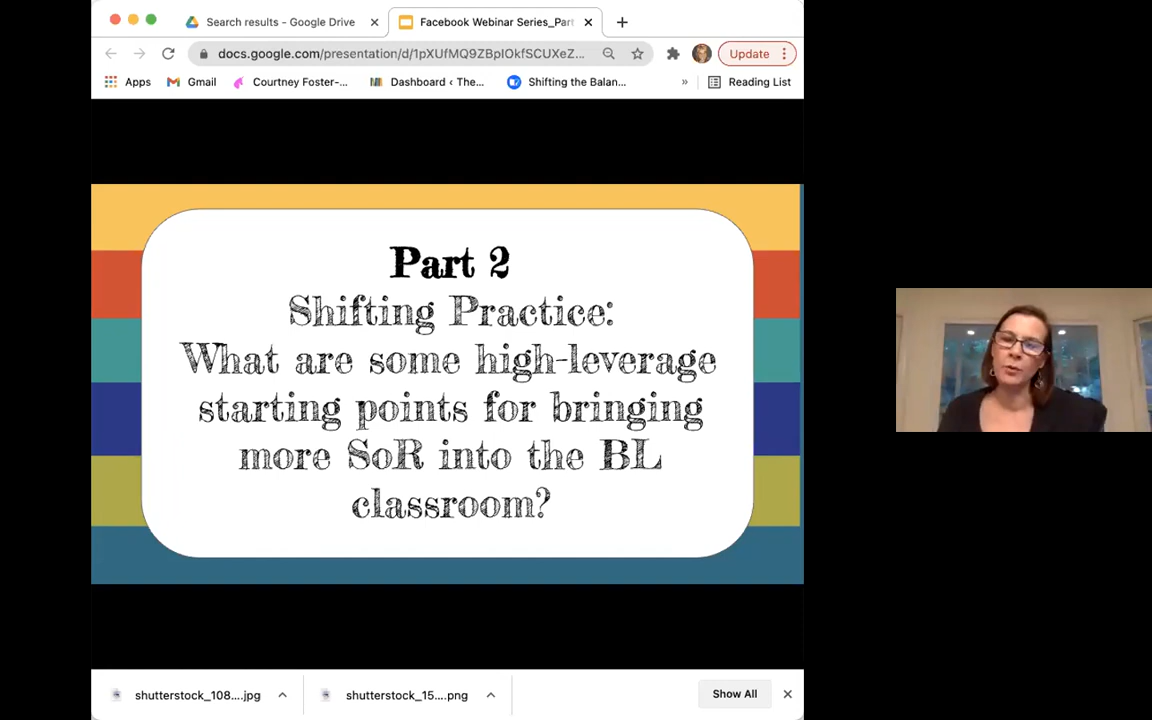 Search results - Google Drive
Facebook Webinar Series_Part
docs.google.com/presentation/d/1pXUfMQ9ZBpIOkfSCUXeZ...
Update
Apps
Gmail
Courtney Foster-...
Dashboard ‹ The...
Shifting the Balan...
»
Reading List
Part 2
Shifting Practice:
What are some high-leverage
starting points for bringing
more SoR into the BL
classroom?
shutterstock_108....jpg
shutterstock_15....png
Show All